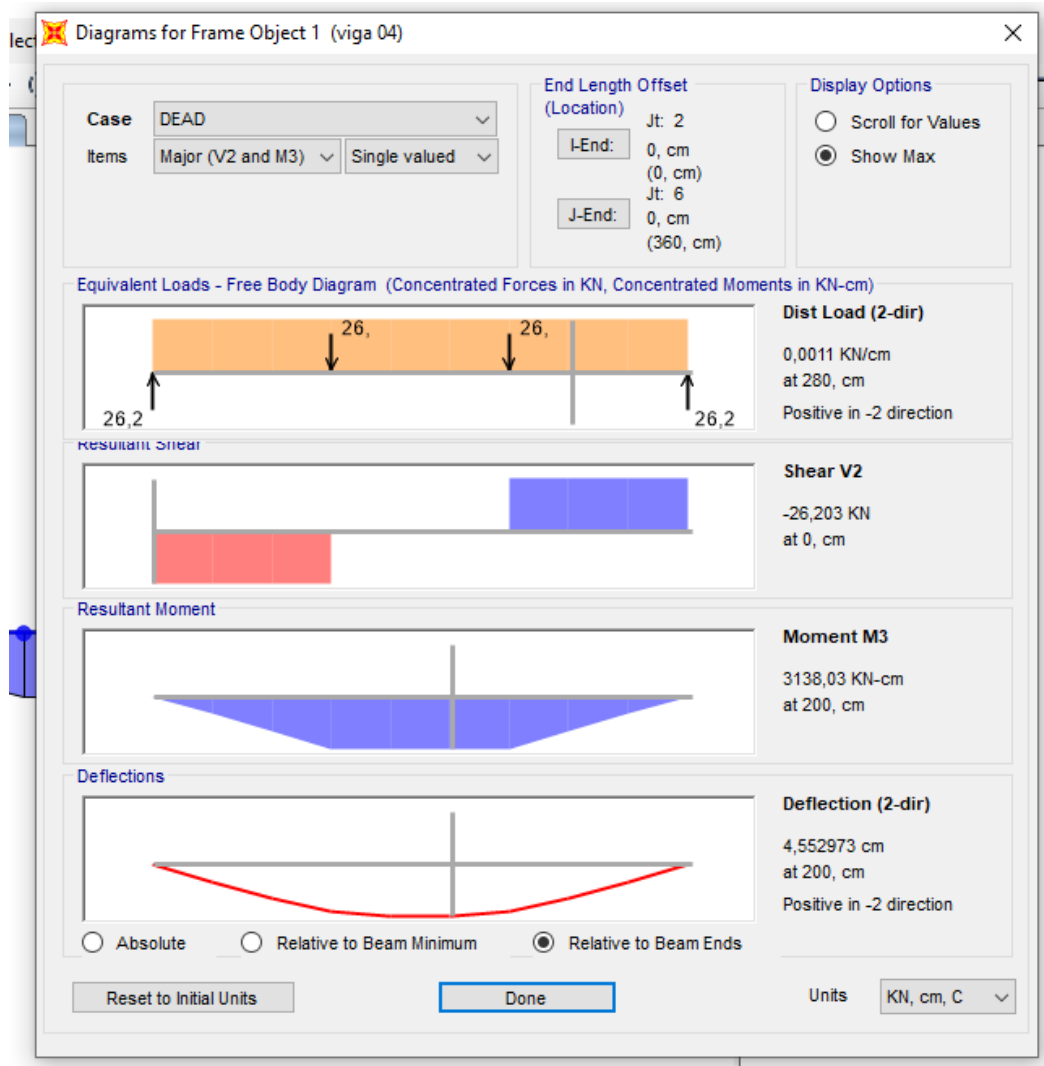 lect
Diagrams for Frame Object 1 (viga 04)
Case DEAD
Items Major (V2 and M3) Single valued
End Length Offset
(Location)
Jt: 2
I-End: 0, cm
(0, cm)
Jt: 6
J-End: 0, cm
(360, cm)
Display Options
Scroll for Values
Show Max
Equivalent Loads - Free Body Diagram (Concentrated Forces in KN, Concentrated Moments in KN-cm)
26, 26,
26,2 26,2
Dist Load (2-dir)
0,0011 KN/cm
at 280, cm
Positive in -2 direction
Resultant Shear
Shear V2
-26,203 KN
at 0, cm
Resultant Moment
Moment M3
3138,03 KN-cm
at 200, cm
Deflections
Deflection (2-dir)
4,552973 cm
at 200, cm
Positive in -2 direction
Absolute Relative to Beam Minimum Relative to Beam Ends
Reset to Initial Units Done Units KN, cm, C